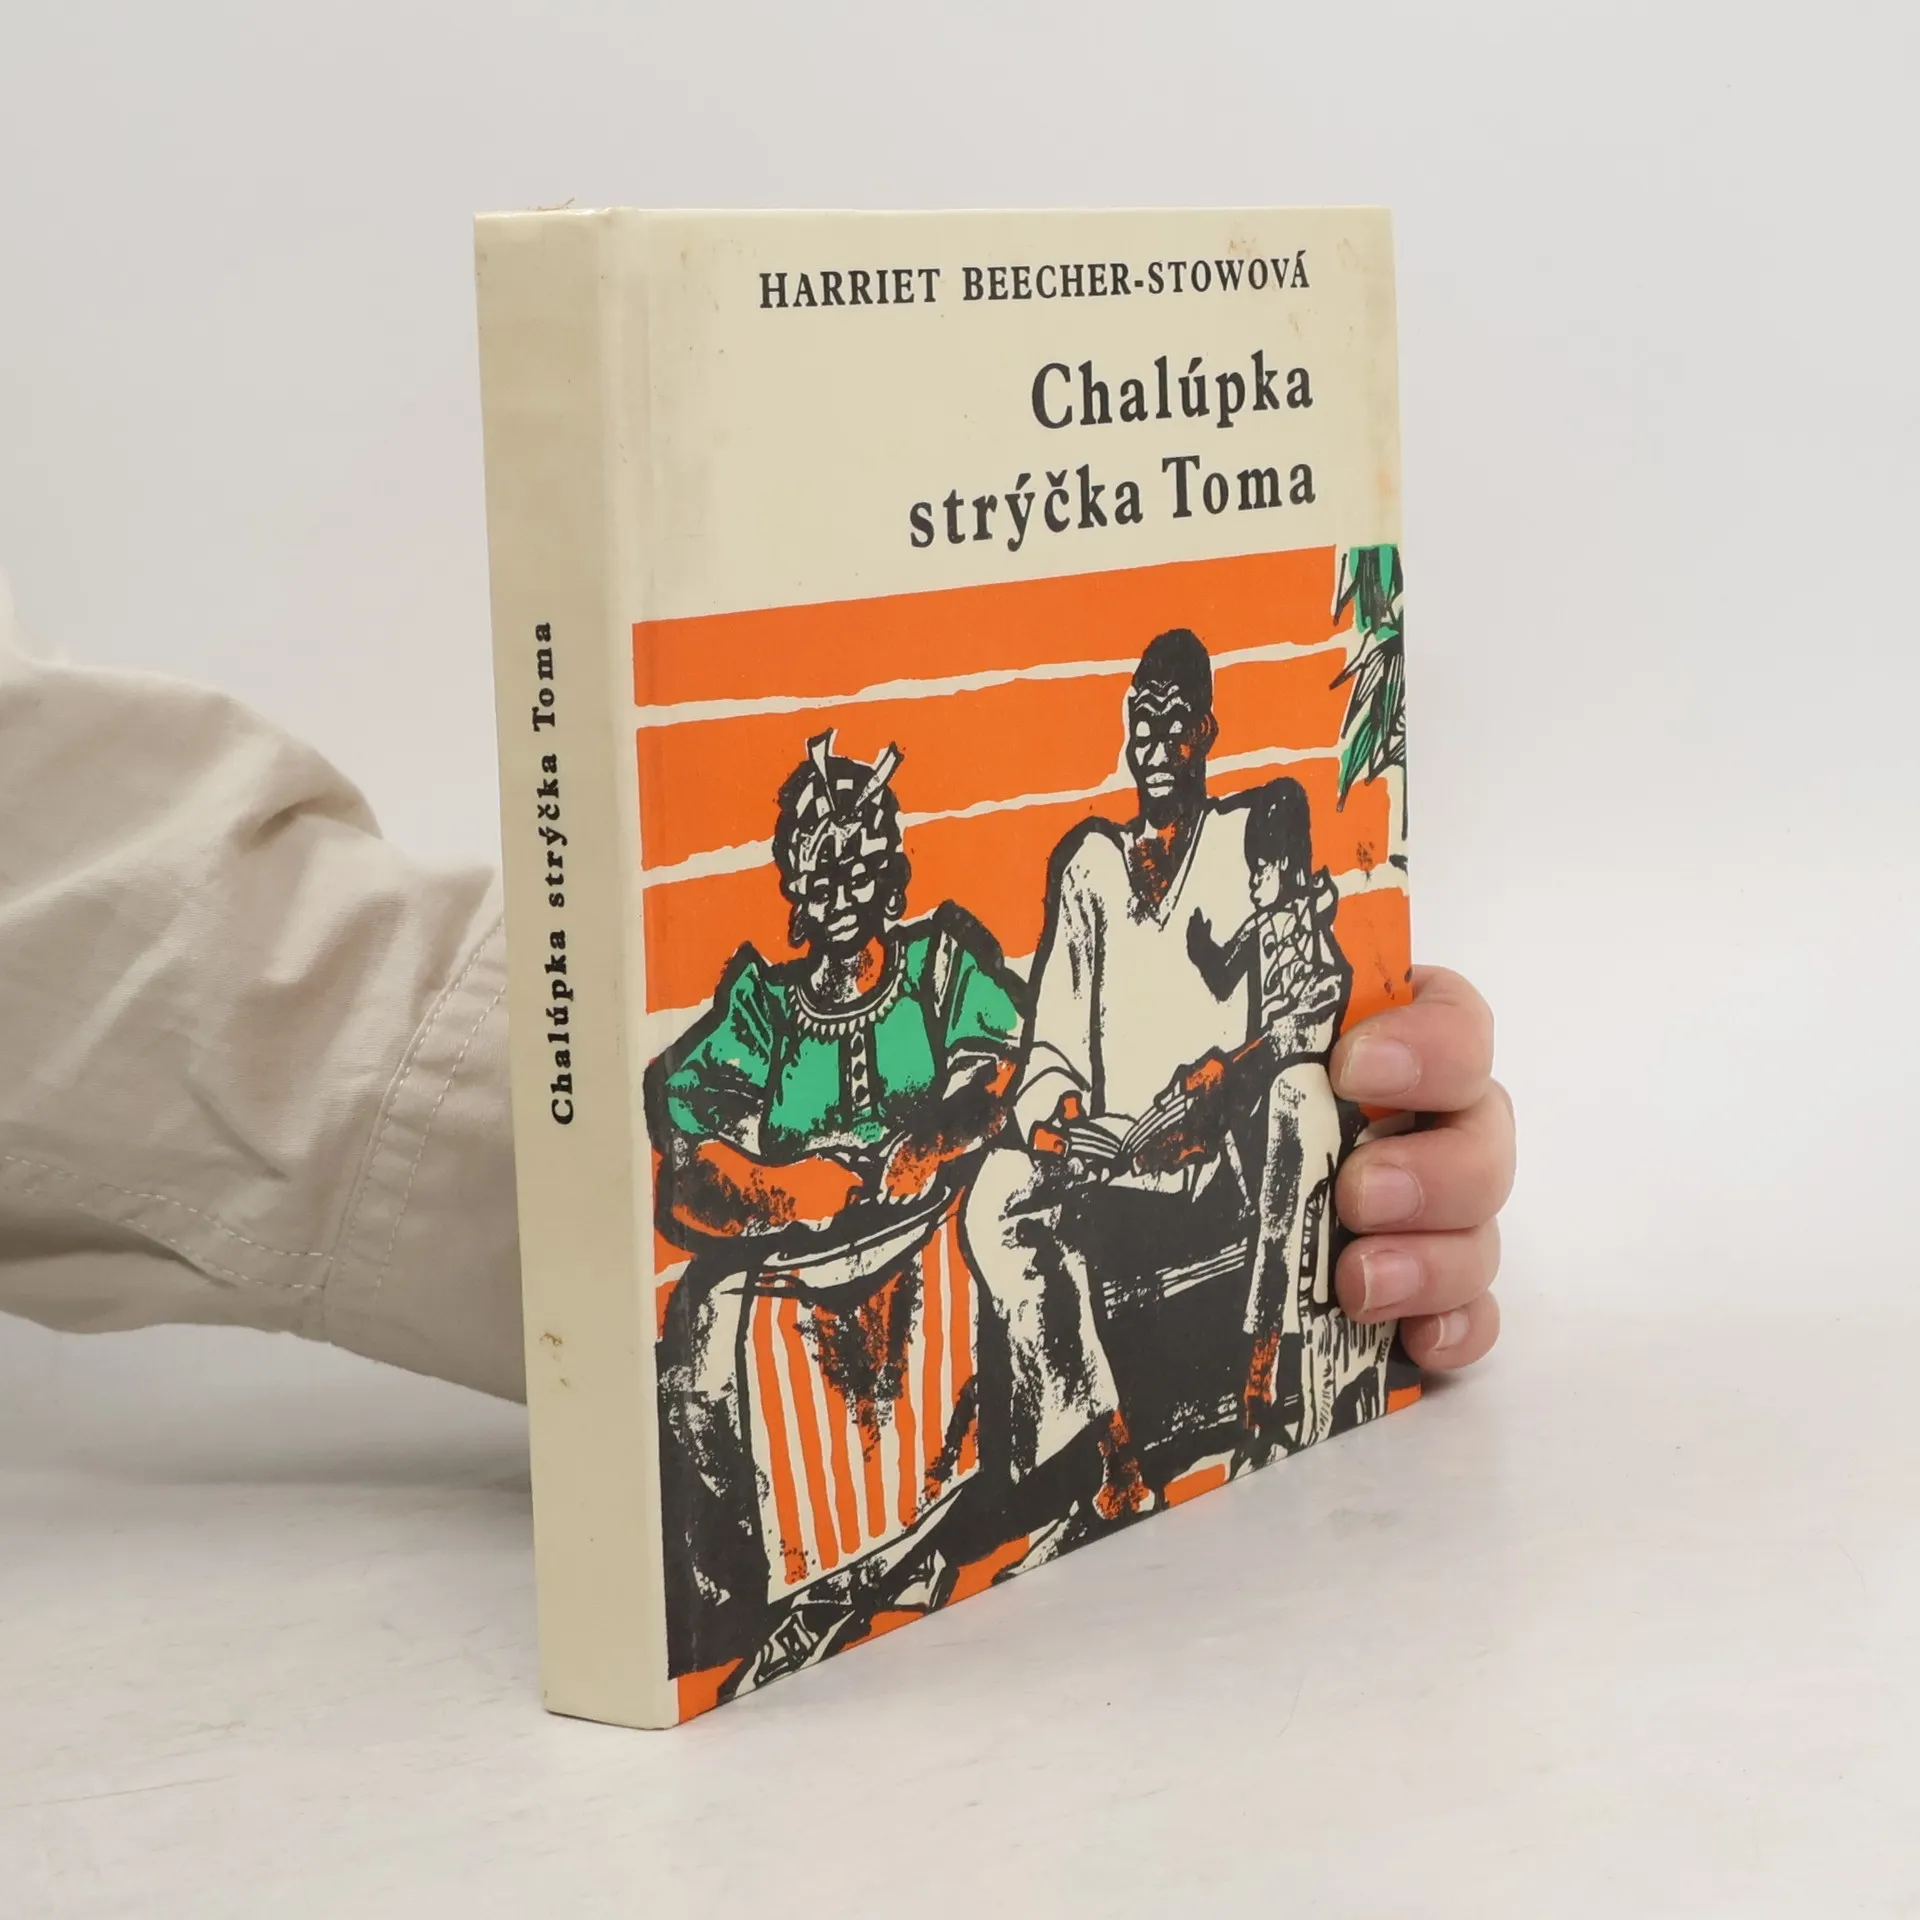 HARRIET BEECHER-STOWOVÁ
Chalúpka
strýčka Toma
Chalúpka strýčka Toma